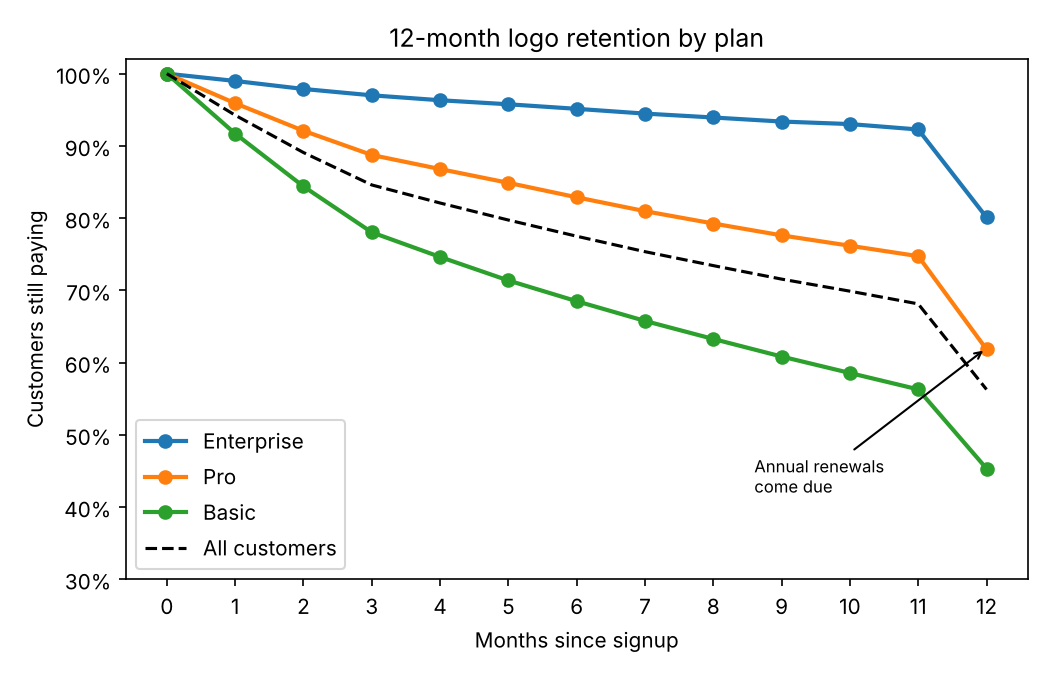 12-month logo retention by plan
100%
90%
80%
70%
60%
50%
40%
30%
Customers still paying
Enterprise
Pro
Basic
All customers
Annual renewals
come due
0 1 2 3 4 5 6 7 8 9 10 11 12
Months since signup